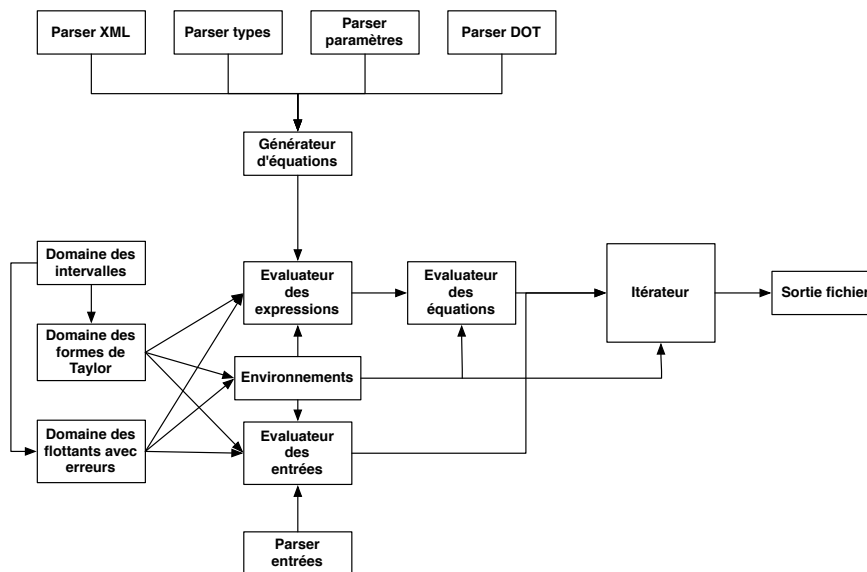 Parser XML
Parser types
Parser
paramètres
Parser DOT
Générateur
d'équations
Domaine des
intervalles
Evaluateur
des
expressions
Evaluateur
des
équations
Itérateur
Sortie fichier
Domaine des
formes de
Taylor
Environnements
Domaine des
flottants avec
erreurs
Evaluateur
des
entrées
Parser
entrées